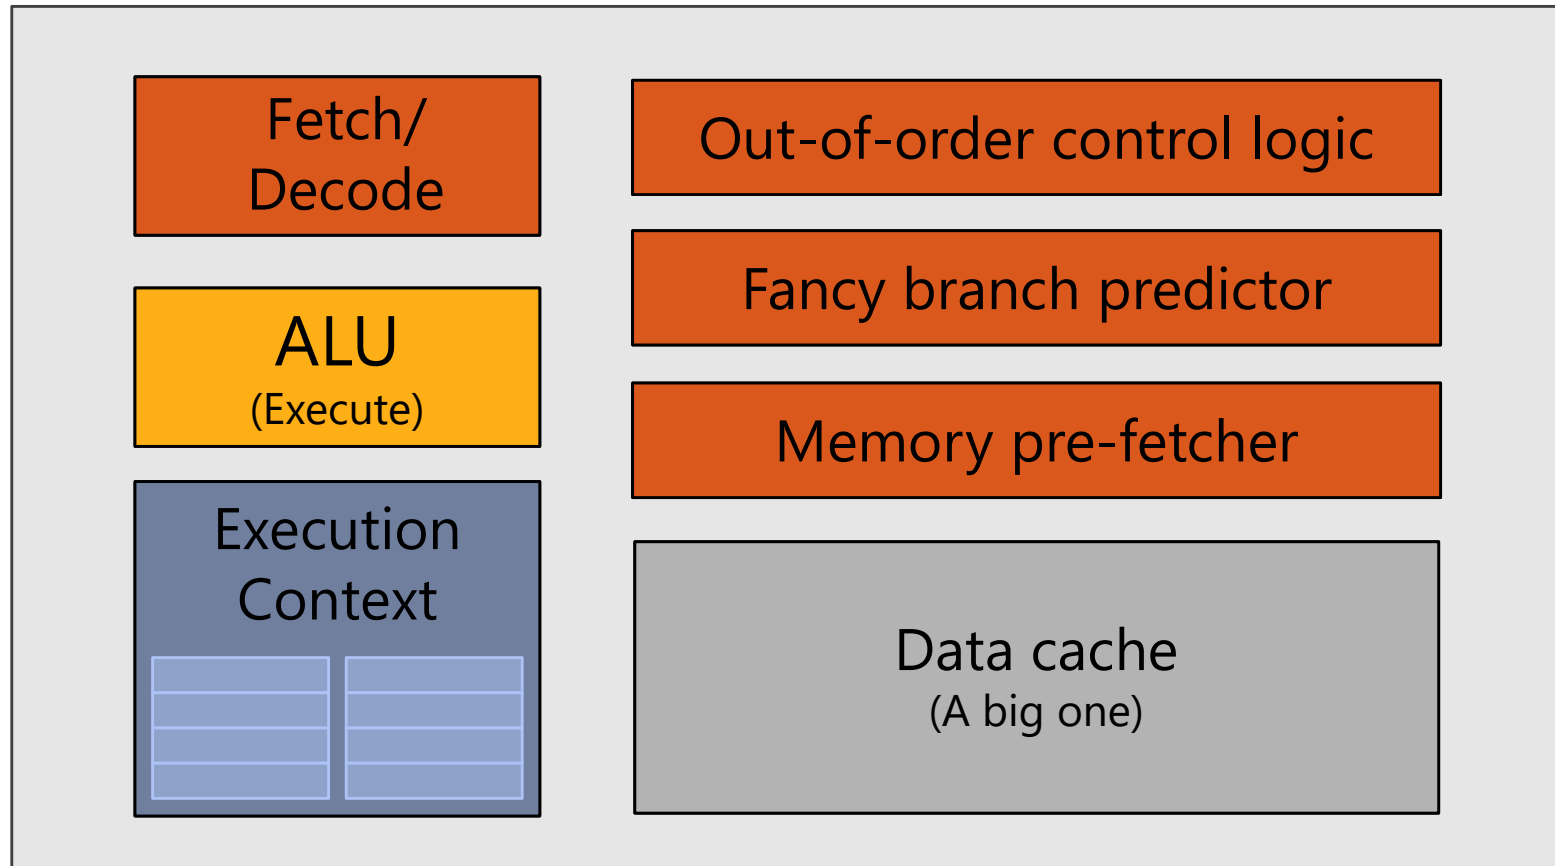 Fetch/
Decode
ALU
(Execute)
Execution
Context
Out-of-order control logic
Fancy branch predictor
Memory pre-fetcher
Data cache
(A big one)